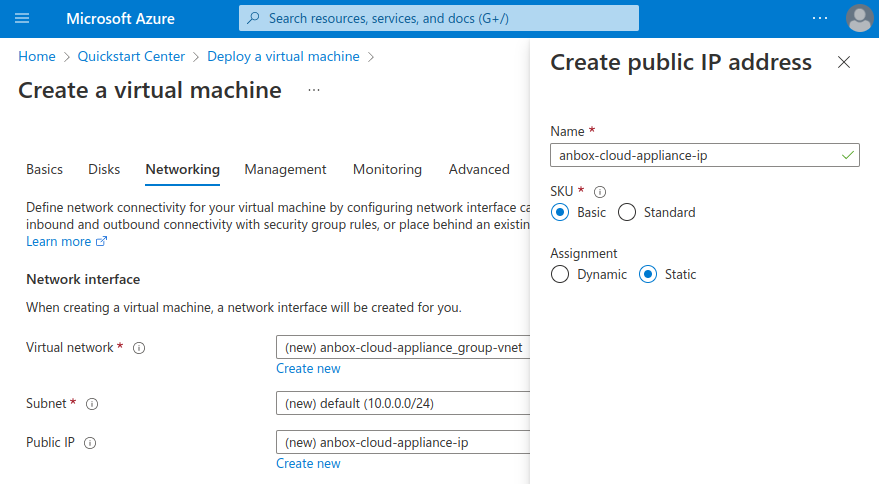 Microsoft Azure
Search resources, services, and docs (G+/)
Home > Quickstart Center > Deploy a virtual machine >
Create a virtual machine ...
Basics Disks Networking Management Monitoring Advanced
Define network connectivity for your virtual machine by configuring network interface ca
inbound and outbound connectivity with security group rules, or place behind an existin
Learn more
Network interface
When creating a virtual machine, a network interface will be created for you.
Virtual network *
(new) anbox-cloud-appliance_group-vnet
Create new
Subnet *
(new) default (10.0.0.0/24)
Public IP
(new) anbox-cloud-appliance-ip
Create new
Create public IP address
Name *
anbox-cloud-appliance-ip
SKU *
Basic Standard
Assignment
Dynamic Static